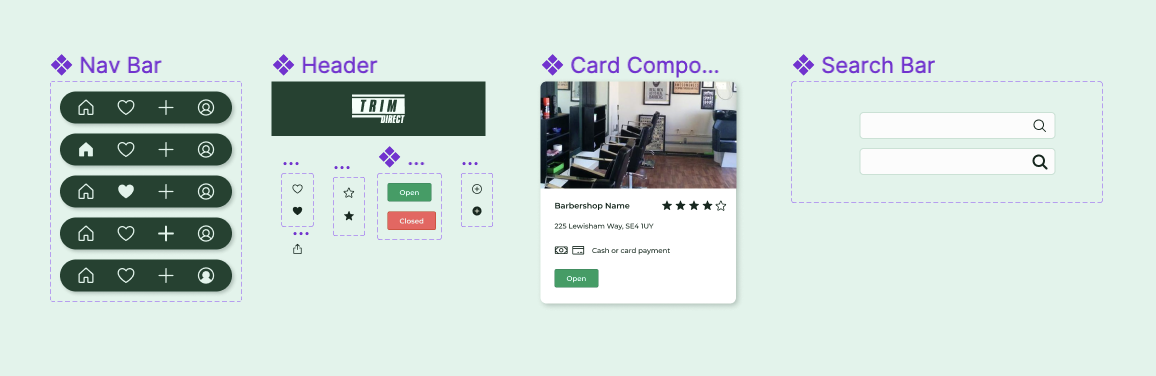 Nav Bar
Header
Card Compo...
Search Bar
TRIM
DIRECT
Open
Closed
Barbershop Name
225 Lewisham Way, SE4 1UY
Cash or card payment
Open